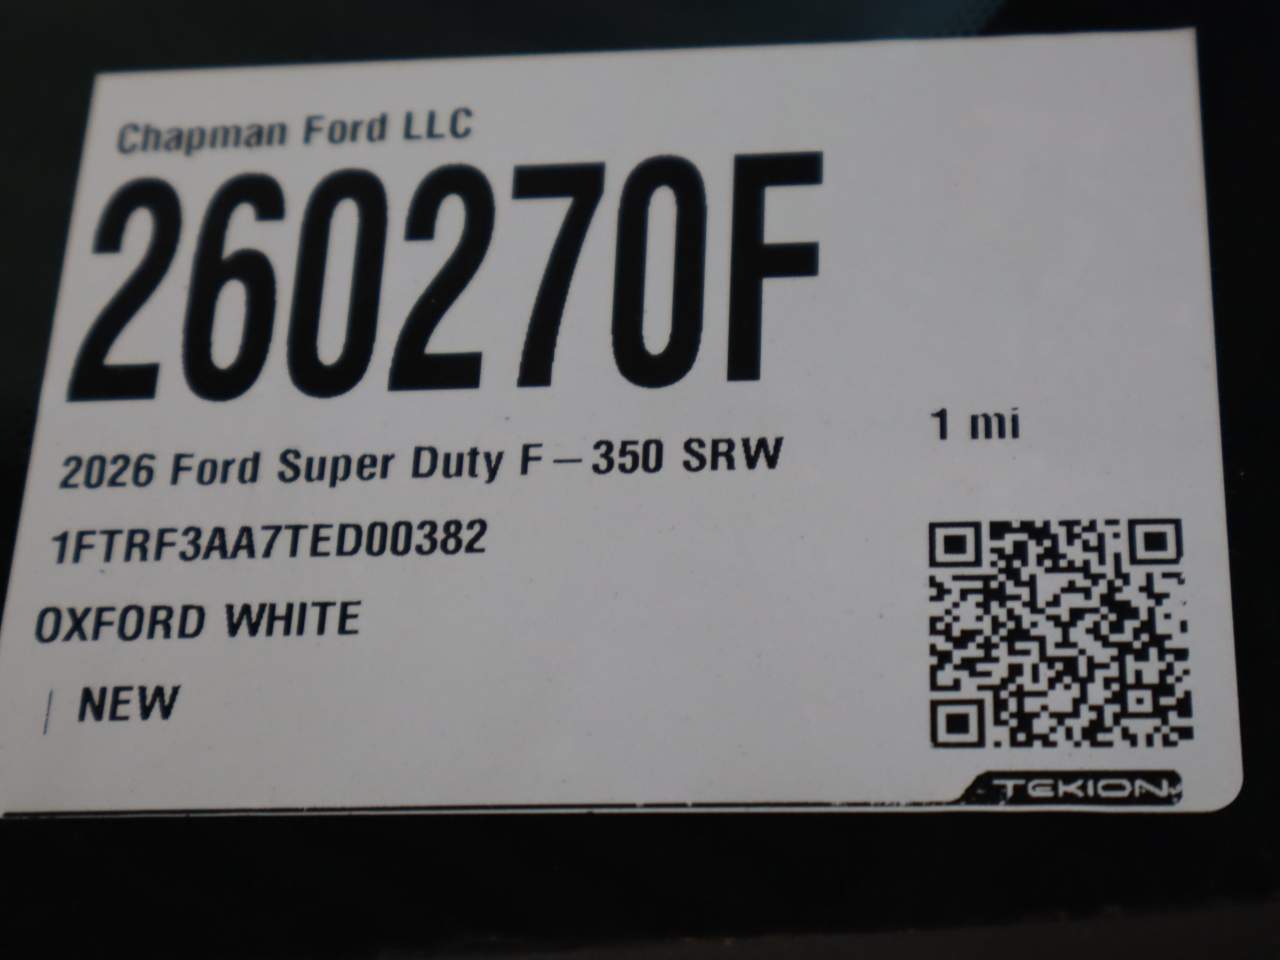 Chapman Ford LLC
260270F
1 mi
2026 Ford Super Duty F-350 SRW
1FTRF3AA7TED00382
OXFORD WHITE
| NEW
TEKION